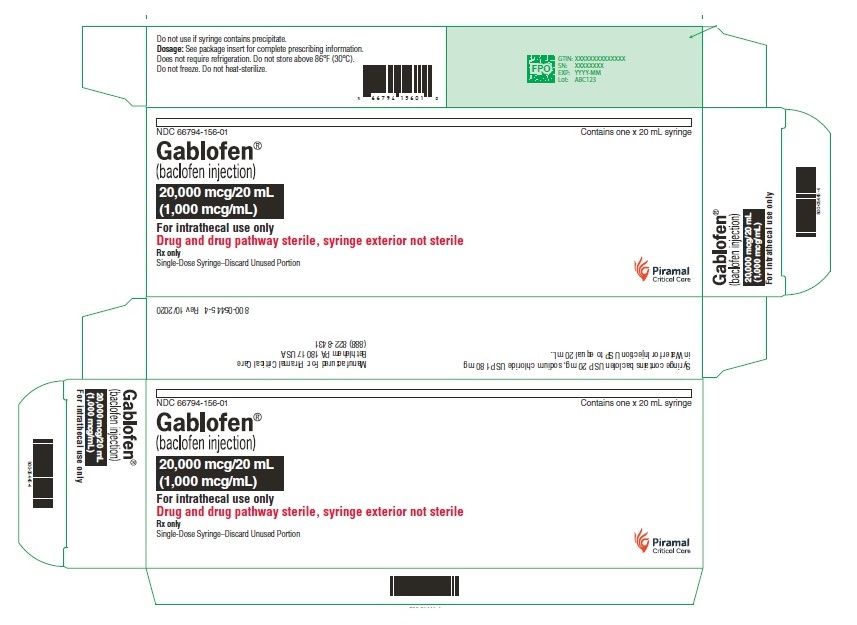 Do not use if syringe contains precipitate.
Dosage: See package insert for complete prescribing information.
Does not require refrigeration. Do not store above 86°F (30°C).
Do not freeze. Do not heat-sterilize.
3 66794 15601 0
FPO
GTIN: XXXXXXXXXXXXXX
SN: XXXXXXXX
EXP: YYYY-MM
Lot: ABC123
NDC 66794-156-01
Contains one x 20 mL syringe
Gablofen®
(baclofen injection)
20,000 mcg/20 mL
(1,000 mcg/mL)
For intrathecal use only
Drug and drug pathway sterile, syringe exterior not sterile
Rx only
Single-Dose Syringe–Discard Unused Portion
Piramal
Critical Care
Gablofen®
(baclofen injection)
20,000 mcg/20 mL
(1,000 mcg/mL)
For intrathecal use only
Syringe contains baclofen USP 20 mg, sodium chloride USP 180 mg
in Water for Injection USP to equal 20 mL.
Manufactured For: Piramal Critical Care
Bethlehem PA 18017 USA
(888) 822-8431
800-0544 5-4 Rev 10/2020
Gablofen®
(baclofen injection)
20,000 mcg/20 mL
(1,000 mcg/mL)
For intrathecal use only
NDC 66794-156-01
Contains one x 20 mL syringe
Gablofen®
(baclofen injection)
20,000 mcg/20 mL
(1,000 mcg/mL)
For intrathecal use only
Drug and drug pathway sterile, syringe exterior not sterile
Rx only
Single-Dose Syringe–Discard Unused Portion
Piramal
Critical Care